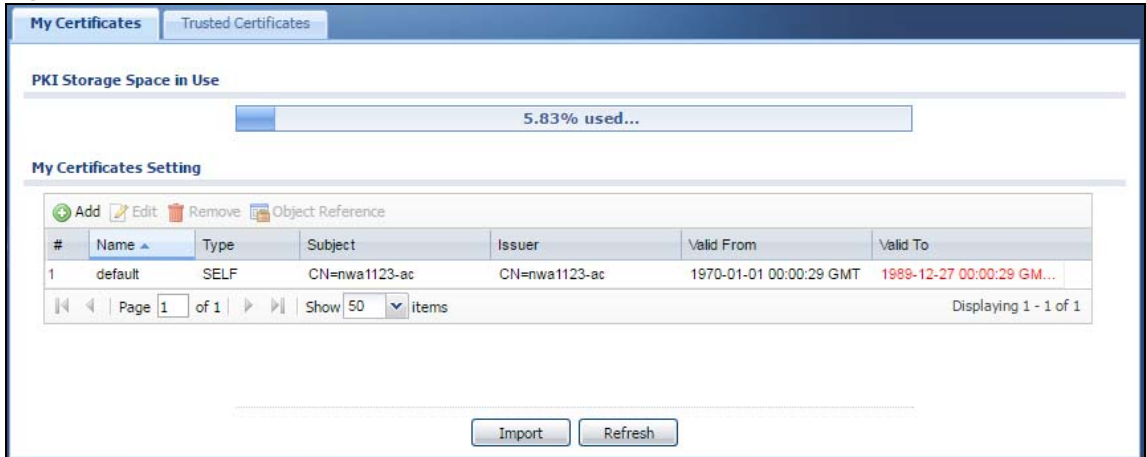 My Certificates Trusted Certificates
PKI Storage Space in Use
5.83% used...
My Certificates Setting
Add Edit Remove Object Reference
# Name Type Subject Issuer Valid From Valid To
1 default SELF CN=nwa1123-ac CN=nwa1123-ac 1970-01-01 00:00:29 GMT 1989-12-27 00:00:29 GM...
Page 1 of 1 Show 50 items Displaying 1 - 1 of 1
Import Refresh